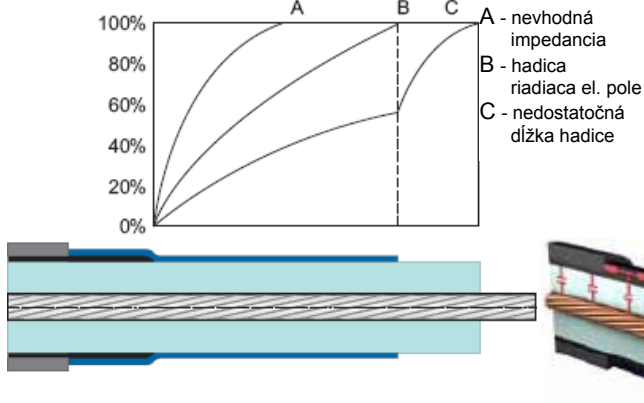 A B C
100%
80%
60%
40%
20%
0%
A - nevhodná
impedancia
B - hadica
riadiaca el. pole
C - nedostatočná
dĺžka hadice